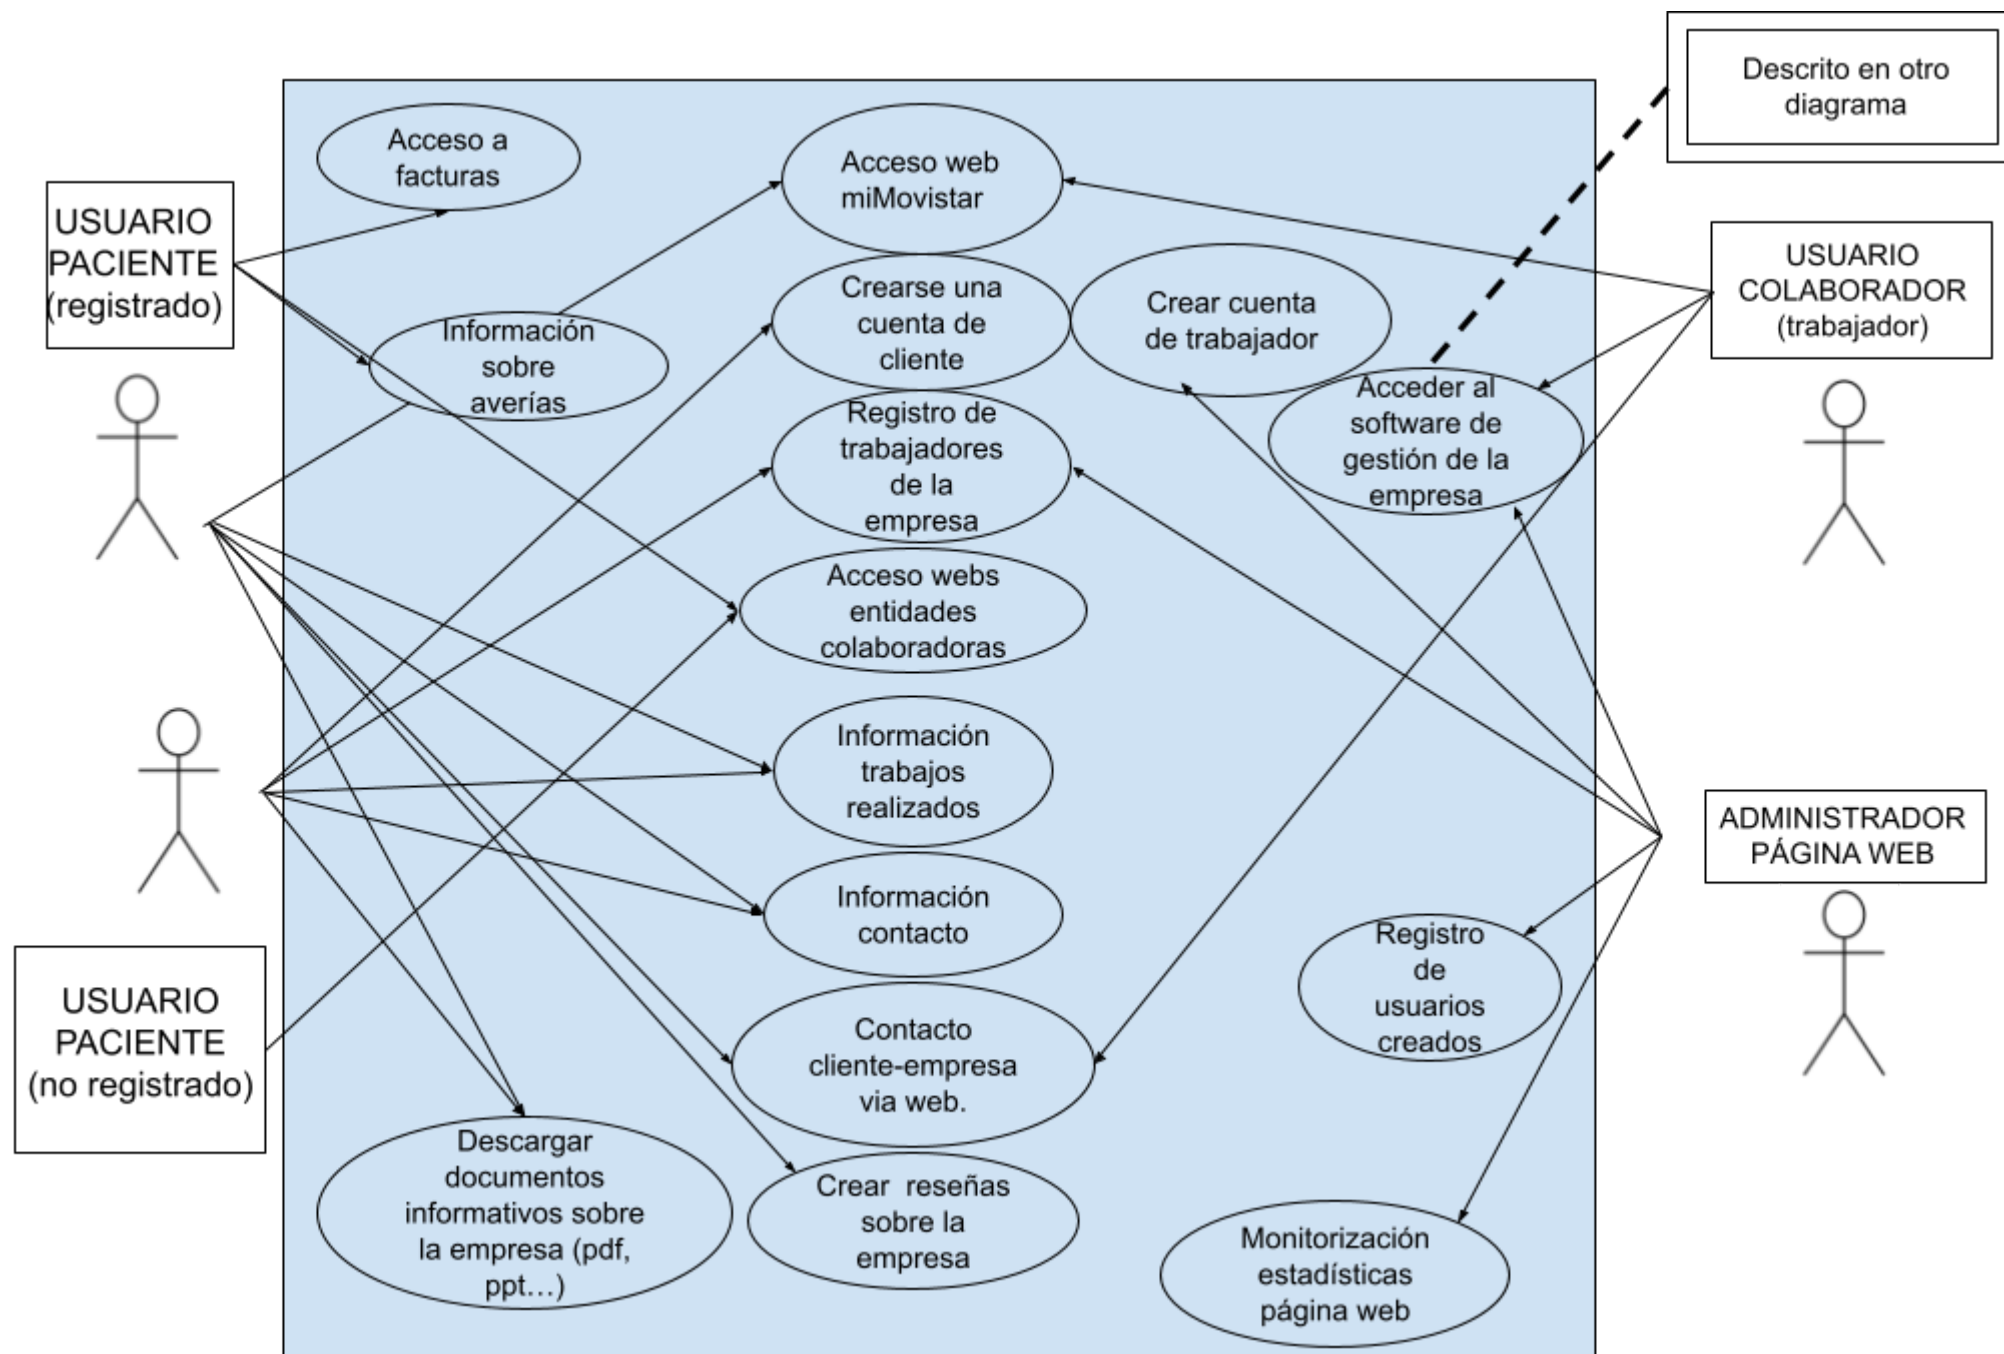 Descrito en otro
diagrama
Acceso a
facturas
Acceso web
miMovistar
USUARIO
PACIENTE
(registrado)
USUARIO
COLABORADOR
(trabajador)
Crearse una
cuenta de
cliente
Crear cuenta
de trabajador
Información
sobre
averías
Acceder al
software de
gestión de la
empresa
Registro de
trabajadores
de la
empresa
Acceso webs
entidades
colaboradoras
Información
trabajos
realizados
ADMINISTRADOR
PÁGINA WEB
Información
contacto
Registro
de
usuarios
creados
USUARIO
PACIENTE
(no registrado)
Contacto
cliente-empresa
via web.
Descargar
documentos
informativos sobre
la empresa (pdf,
ppt...)
Crear reseñas
sobre la
empresa
Monitorización
estadísticas
página web